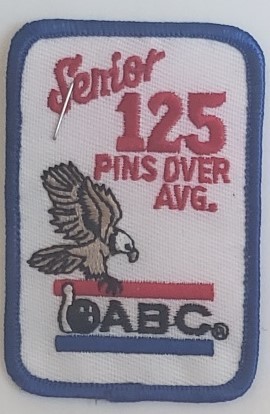 Senior
125
PINS OVER
AVG.
ABC®